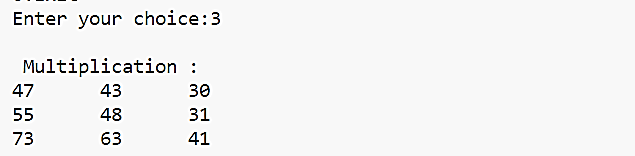 Enter your choice:3
Multiplication :
47 43 30
55 48 31
73 63 41